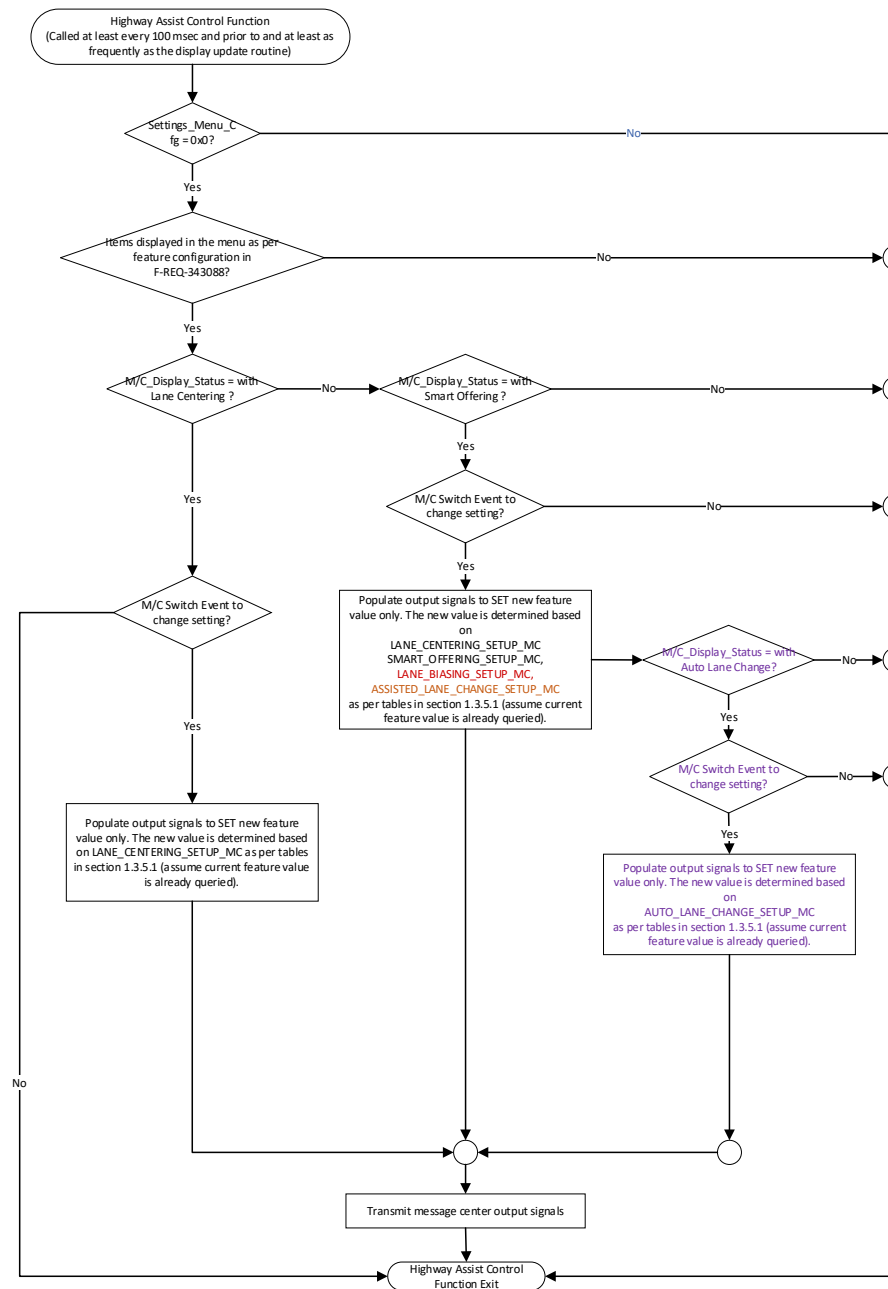 Highway Assist Control Function
(Called at least every 100 msec and prior to and at least as
frequently as the display update routine)
Settings_Menu_C
fg = 0x0?
No
Yes
Items displayed in the menu as per
feature configuration in
F-REQ-343088?
No
Yes
M/C_Display_Status = with
Lane Centering ?
No
M/C_Display_Status = with
Smart Offering ?
No
Yes
Yes
M/C Switch Event to
change setting?
No
Yes
M/C Switch Event to
change setting?
Populate output signals to SET new feature
value only. The new value is determined based
on
LANE_CENTERING_SETUP_MC
SMART_OFFERING_SETUP_MC,
LANE_BIASING_SETUP_MC,
ASSISTED_LANE_CHANGE_SETUP_MC
as per tables in section 1.3.5.1 (assume current
feature value is already queried).
M/C_Display_Status = with
Auto Lane Change?
No
Yes
Yes
M/C Switch Event to
change setting?
No
Yes
Populate output signals to SET new feature
value only. The new value is determined based
on LANE_CENTERING_SETUP_MC as per tables
in section 1.3.5.1 (assume current feature value
is already queried).
Populate output signals to SET new feature
value only. The new value is determined based
on
AUTO_LANE_CHANGE_SETUP_MC
as per tables in section 1.3.5.1 (assume current
feature value is already queried).
No
Transmit message center output signals
Highway Assist Control
Function Exit